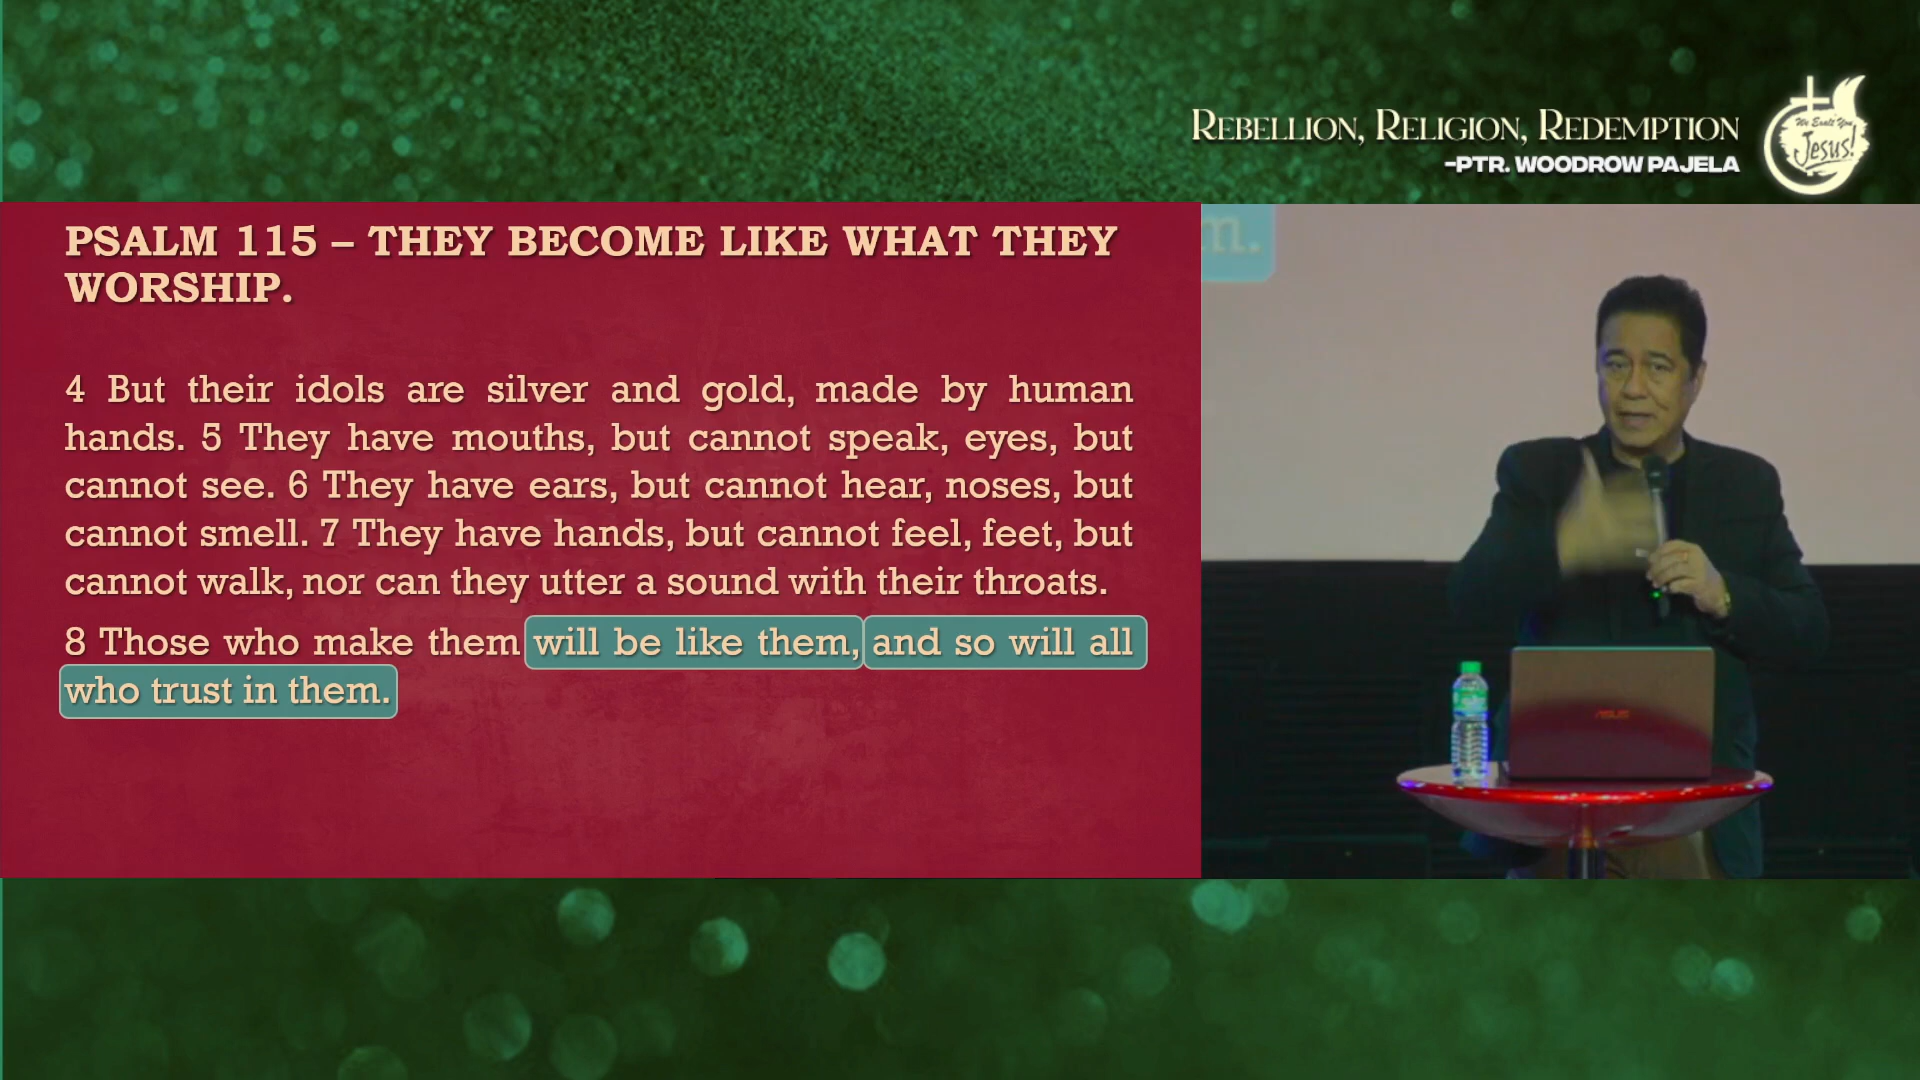 REBELLION, RELIGION, REDEMPTION
-PTR. WOODROW PAJELA
We Exalt You
Jesus!
PSALM 115 – THEY BECOME LIKE WHAT THEY
WORSHIP.
4 But their idols are silver and gold, made by human
hands. 5 They have mouths, but cannot speak, eyes, but
cannot see. 6 They have ears, but cannot hear, noses, but
cannot smell. 7 They have hands, but cannot feel, feet, but
cannot walk, nor can they utter a sound with their throats.
8 Those who make them will be like them, and so will all
who trust in them.
m.
ASUS